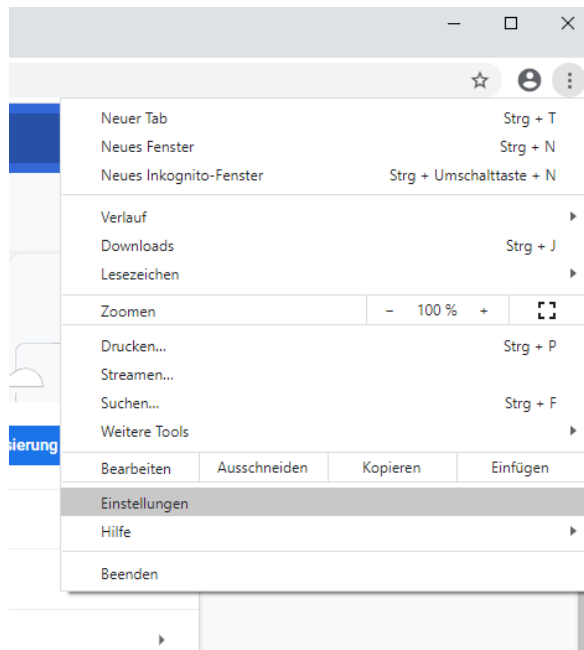 Neuer Tab Strg + T
Neues Fenster Strg + N
Neues Inkognito-Fenster Strg + Umschalttaste + N
Verlauf
Downloads Strg + J
Lesezeichen
Zoomen - 100 % +
Drucken... Strg + P
Streamen...
Suchen... Strg + F
Weitere Tools
sierung
Bearbeiten Ausschneiden Kopieren Einfügen
Einstellungen
Hilfe
Beenden